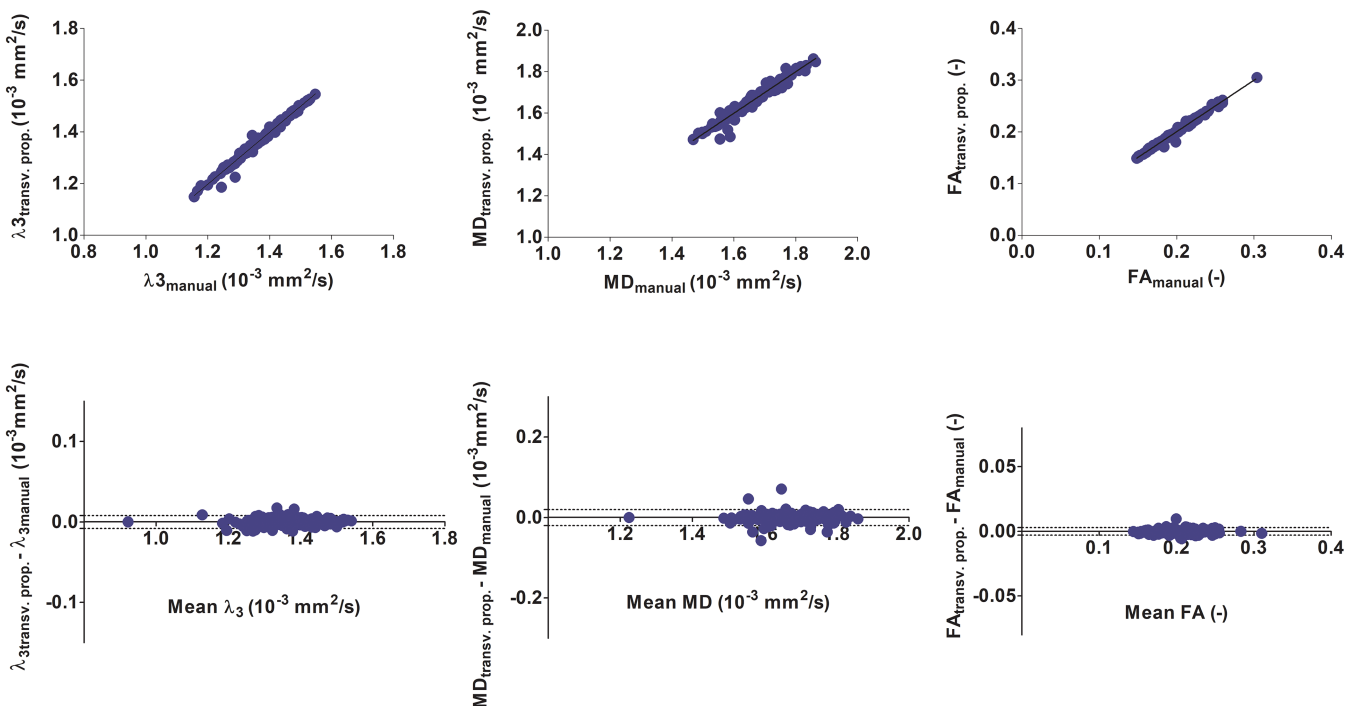 λ3transv. prop. (10-3 mm2/s)
1.8
1.6
1.4
1.2
1.0
0.8 1.0 1.2 1.4 1.6 1.8
λ3manual (10-3 mm2/s)
MDtransv. prop. (10-3 mm2/s)
2.0
1.8
1.6
1.4
1.2
1.0
1.0 1.2 1.4 1.6 1.8 2.0
MDmanual (10-3 mm2/s)
FAtransv. prop. (-)
0.4
0.3
0.2
0.1
0.0
0.0 0.1 0.2 0.3 0.4
FAmanual (-)
λ3transv. prop. - λ3manual (10-3mm2/s)
0.1
0.0
-0.1
1.0 1.2 1.4 1.6 1.8
Mean λ3 (10-3 mm2/s)
MDtransv. prop. - MDmanual (10-3mm2/s)
0.2
0.0
-0.2
1.2 1.4 1.6 1.8 2.0
Mean MD (10-3 mm2/s)
FAtransv. prop. - FAmanual (-)
0.05
0.00
-0.05
0.1 0.2 0.3 0.4
Mean FA (-)